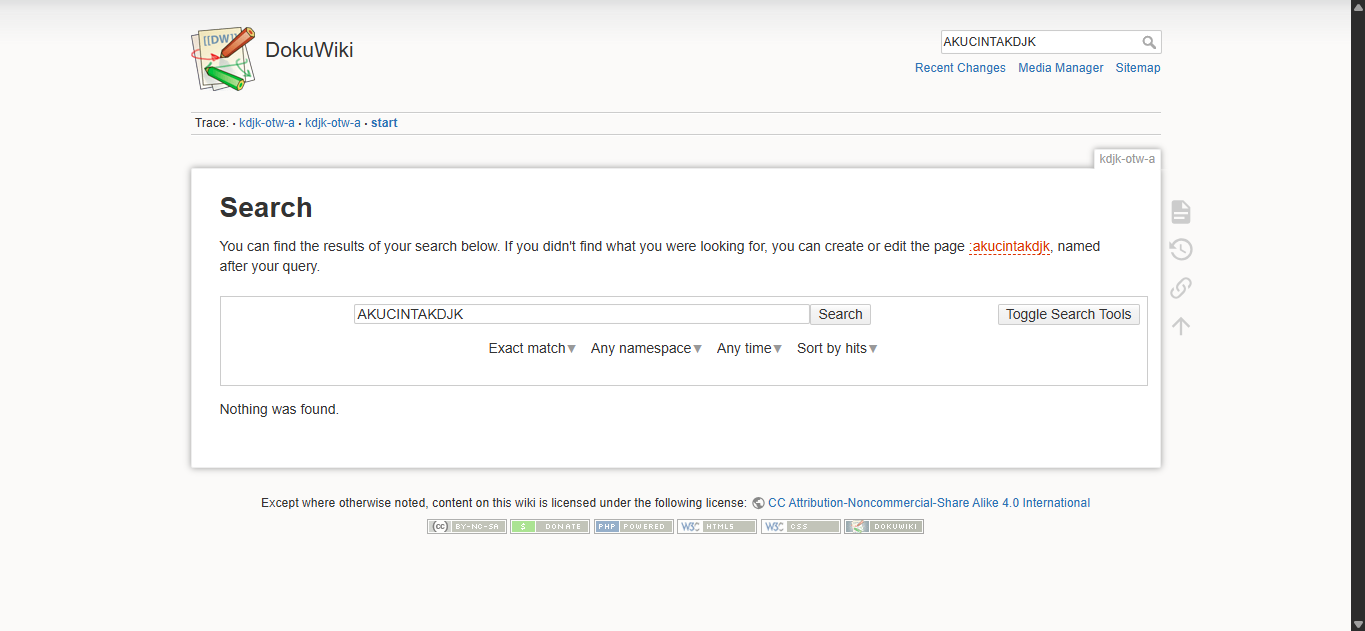 [[DW]]
DokuWiki
AKUCINTAKDJK
Recent Changes Media Manager Sitemap
Trace: • kdjk-otw-a • kdjk-otw-a • start
kdjk-otw-a
Search
You can find the results of your search below. If you didn't find what you were looking for, you can create or edit the page :akucintakdjk, named
after your query.
AKUCINTAKDJK Search Toggle Search Tools
Exact match▼ Any namespace▼ Any time▼ Sort by hits▼
Nothing was found.
Except where otherwise noted, content on this wiki is licensed under the following license: CC Attribution-Noncommercial-Share Alike 4.0 International
(cc) BY-NC-SA $ DONATE PHP POWERED W3C HTML5 W3C CSS DOKUWIKI